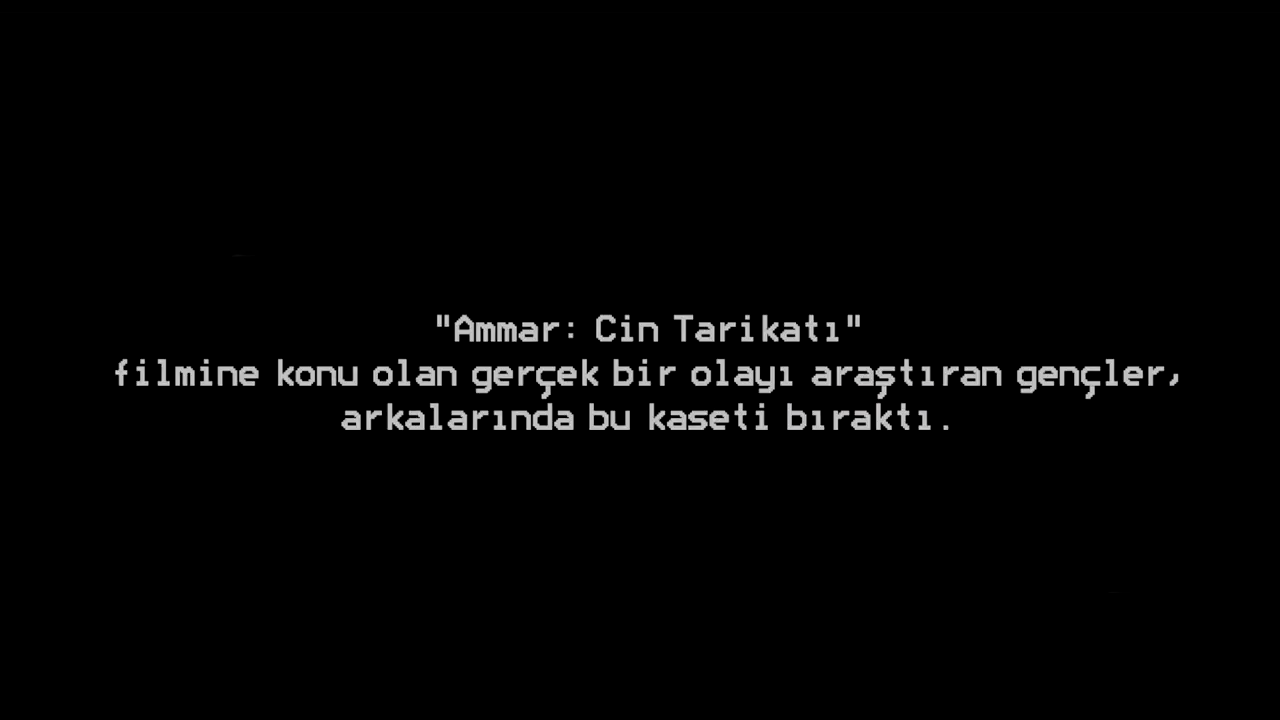 "Ammar: Cin Tarikatı"
filmine konu olan gerçek bir olayı araştıran gençler,
arkalarında bu kaseti bıraktı.